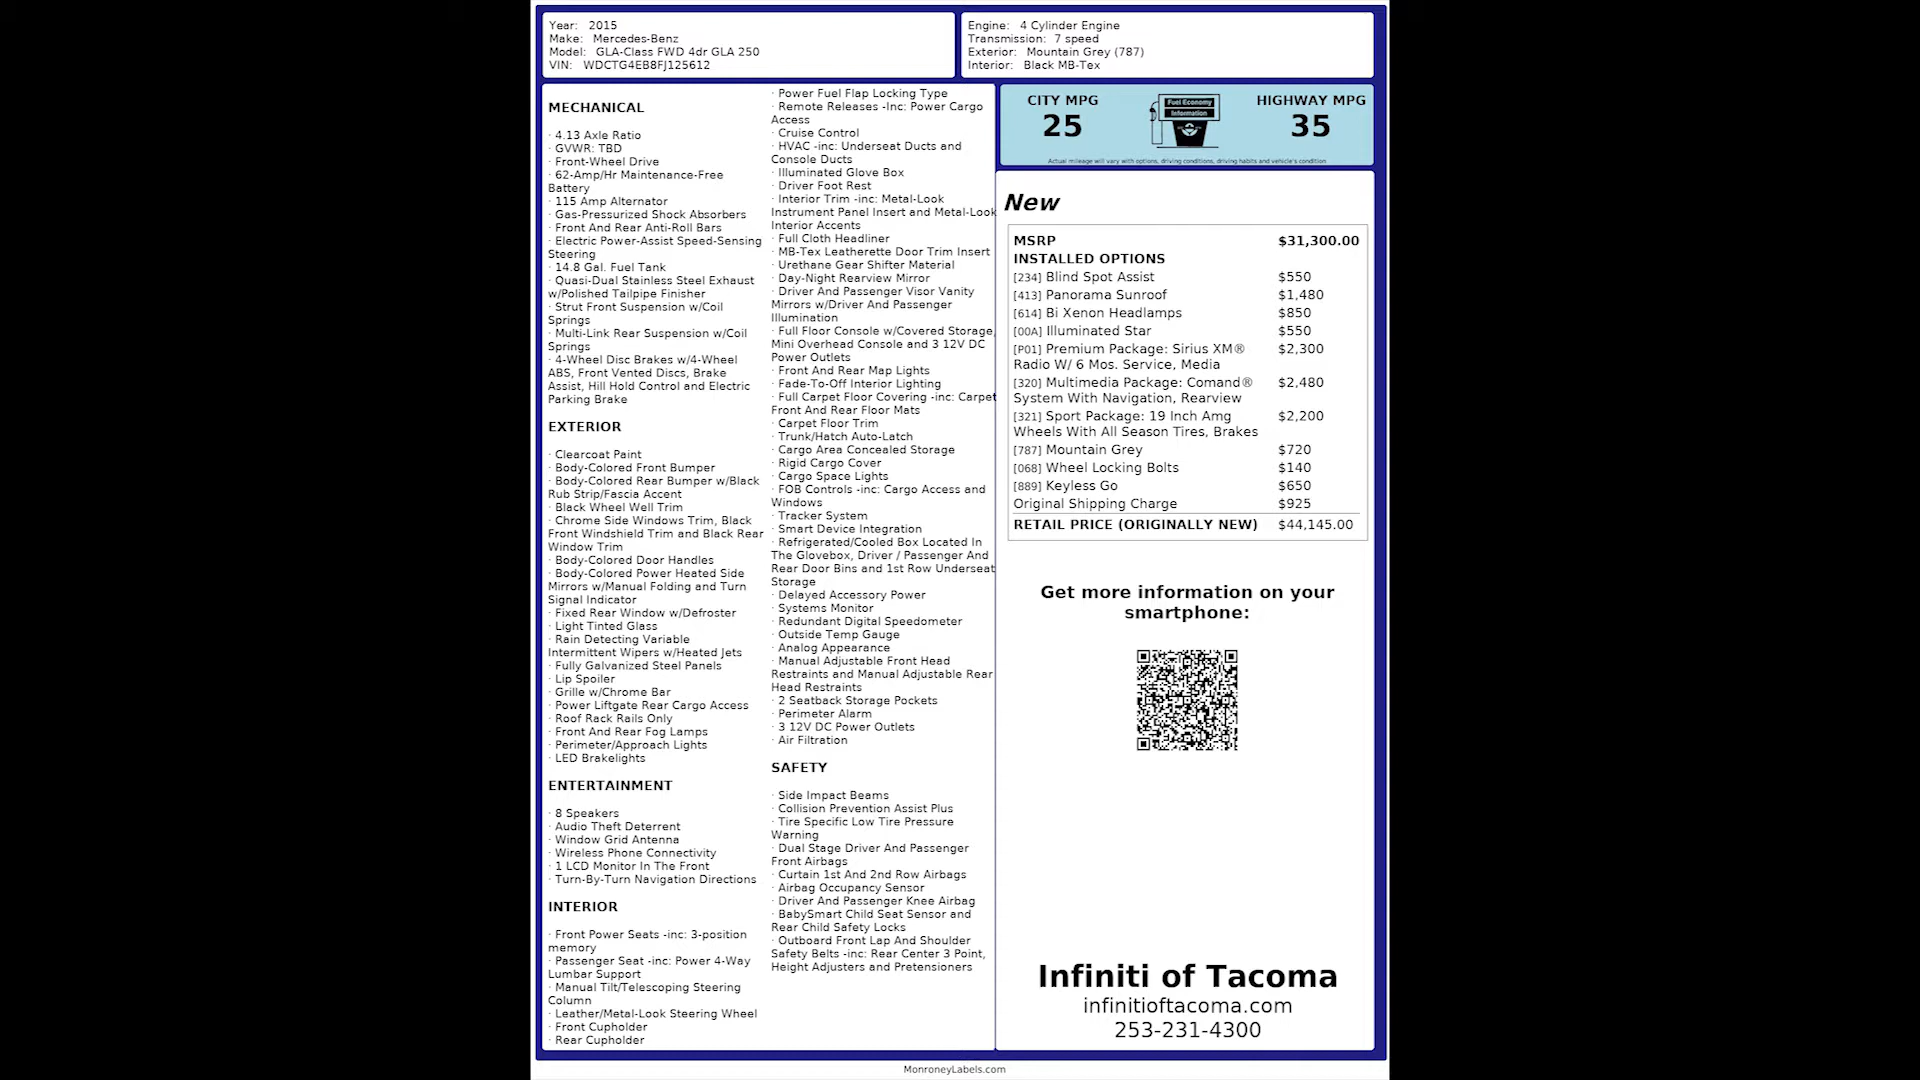 Year: 2015
Make: Mercedes-Benz
Model: GLA-Class FWD 4dr GLA 250
VIN: WDCTG4EB8FJ125612
Engine: 4 Cylinder Engine
Transmission: 7 speed
Exterior: Mountain Grey (787)
Interior: Black MB-Tex
MECHANICAL
· 4.13 Axle Ratio
· GVWR: TBD
· Front-Wheel Drive
· 62-Amp/Hr Maintenance-Free
Battery
· 115 Amp Alternator
· Gas-Pressurized Shock Absorbers
· Front And Rear Anti-Roll Bars
· Electric Power-Assist Speed-Sensing
Steering
· 14.8 Gal. Fuel Tank
· Quasi-Dual Stainless Steel Exhaust
w/Polished Tailpipe Finisher
· Strut Front Suspension w/Coil
Springs
· Multi-Link Rear Suspension w/Coil
Springs
· 4-Wheel Disc Brakes w/4-Wheel
ABS, Front Vented Discs, Brake
Assist, Hill Hold Control and Electric
Parking Brake
EXTERIOR
· Clearcoat Paint
· Body-Colored Front Bumper
· Body-Colored Rear Bumper w/Black
Rub Strip/Fascia Accent
· Black Wheel Well Trim
· Chrome Side Windows Trim, Black
Front Windshield Trim and Black Rear
Window Trim
· Body-Colored Door Handles
· Body-Colored Power Heated Side
Mirrors w/Manual Folding and Turn
Signal Indicator
· Fixed Rear Window w/Defroster
· Light Tinted Glass
· Rain Detecting Variable
Intermittent Wipers w/Heated Jets
· Fully Galvanized Steel Panels
· Lip Spoiler
· Grille w/Chrome Bar
· Power Liftgate Rear Cargo Access
· Roof Rack Rails Only
· Front And Rear Fog Lamps
· Perimeter/Approach Lights
· LED Brakelights
ENTERTAINMENT
· 8 Speakers
· Audio Theft Deterrent
· Window Grid Antenna
· Wireless Phone Connectivity
· 1 LCD Monitor In The Front
· Turn-By-Turn Navigation Directions
INTERIOR
· Front Power Seats -inc: 3-position
memory
· Passenger Seat -inc: Power 4-Way
Lumbar Support
· Manual Tilt/Telescoping Steering
Column
· Leather/Metal-Look Steering Wheel
· Front Cupholder
· Rear Cupholder
· Power Fuel Flap Locking Type
· Remote Releases -Inc: Power Cargo
Access
· Cruise Control
· HVAC -inc: Underseat Ducts and
Console Ducts
· Illuminated Glove Box
· Driver Foot Rest
· Interior Trim -inc: Metal-Look
Instrument Panel Insert and Metal-Look
Interior Accents
· Full Cloth Headliner
· MB-Tex Leatherette Door Trim Insert
· Urethane Gear Shifter Material
· Day-Night Rearview Mirror
· Driver And Passenger Visor Vanity
Mirrors w/Driver And Passenger
Illumination
· Full Floor Console w/Covered Storage,
Mini Overhead Console and 3 12V DC
Power Outlets
· Front And Rear Map Lights
· Fade-To-Off Interior Lighting
· Full Carpet Floor Covering -inc: Carpet
Front And Rear Floor Mats
· Carpet Floor Trim
· Trunk/Hatch Auto-Latch
· Cargo Area Concealed Storage
· Rigid Cargo Cover
· Cargo Space Lights
· FOB Controls -inc: Cargo Access and
Windows
· Tracker System
· Smart Device Integration
· Refrigerated/Cooled Box Located In
The Glovebox, Driver / Passenger And
Rear Door Bins and 1st Row Underseat
Storage
· Delayed Accessory Power
· Systems Monitor
· Redundant Digital Speedometer
· Outside Temp Gauge
· Analog Appearance
· Manual Adjustable Front Head
Restraints and Manual Adjustable Rear
Head Restraints
· 2 Seatback Storage Pockets
· Perimeter Alarm
· 3 12V DC Power Outlets
· Air Filtration
SAFETY
· Side Impact Beams
· Collision Prevention Assist Plus
· Tire Specific Low Tire Pressure
Warning
· Dual Stage Driver And Passenger
Front Airbags
· Curtain 1st And 2nd Row Airbags
· Airbag Occupancy Sensor
· Driver And Passenger Knee Airbag
· BabySmart Child Seat Sensor and
Rear Child Safety Locks
· Outboard Front Lap And Shoulder
Safety Belts -inc: Rear Center 3 Point,
Height Adjusters and Pretensioners
CITY MPG
25
Fuel Economy
Information
HIGHWAY MPG
35
Actual mileage will vary with options, driving conditions, driving habits and vehicle's condition
New
MSRP $31,300.00
INSTALLED OPTIONS
[234] Blind Spot Assist $550
[413] Panorama Sunroof $1,480
[614] Bi Xenon Headlamps $850
[00A] Illuminated Star $550
[P01] Premium Package: Sirius XM® $2,300
Radio W/ 6 Mos. Service, Media
[320] Multimedia Package: Comand® $2,480
System With Navigation, Rearview
[321] Sport Package: 19 Inch Amg $2,200
Wheels With All Season Tires, Brakes
[787] Mountain Grey $720
[068] Wheel Locking Bolts $140
[889] Keyless Go $650
Original Shipping Charge $925
RETAIL PRICE (ORIGINALLY NEW) $44,145.00
Get more information on your
smartphone:
Infiniti of Tacoma
infinitioftacoma.com
253-231-4300
MonroneyLabels.com